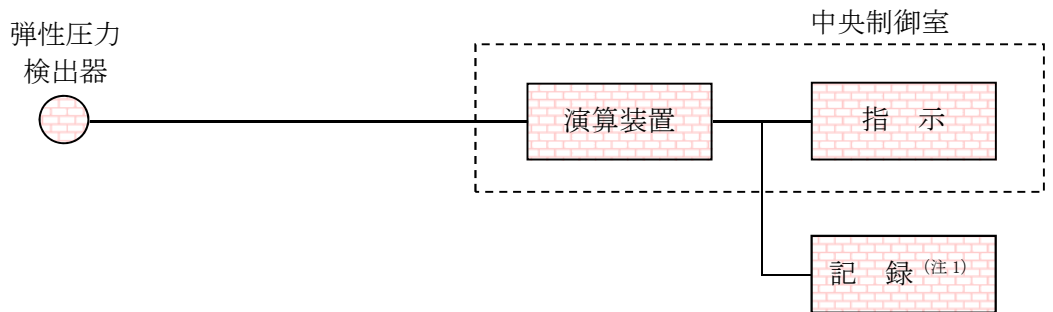 中央制御室
弾性圧力
検出器
演算装置
指 示
記 録 (注 1)